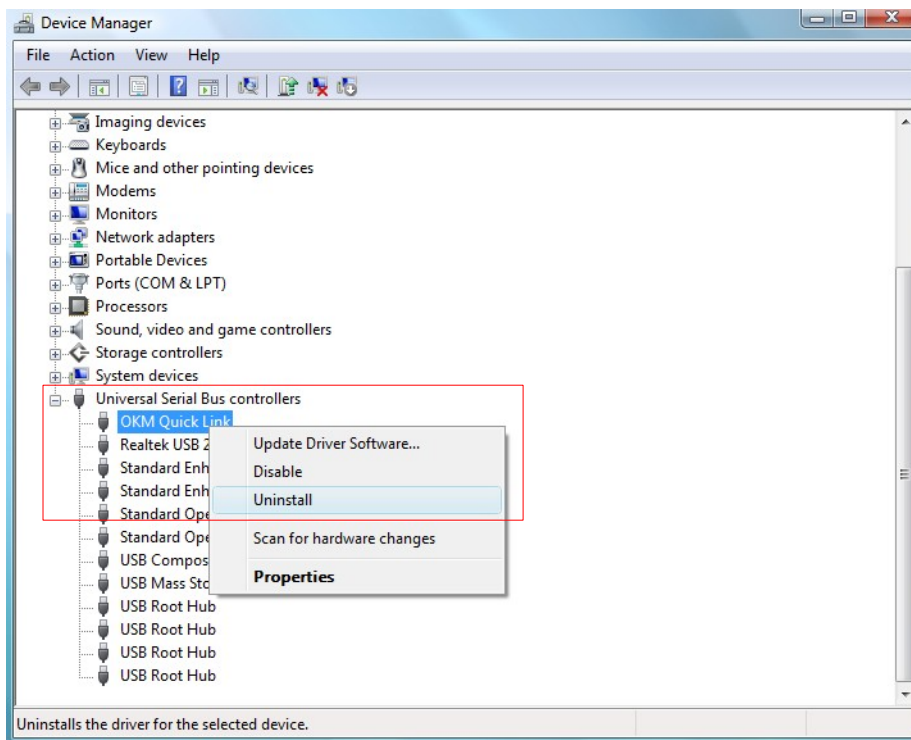 Device Manager
File Action View Help
Imaging devices
Keyboards
Mice and other pointing devices
Modems
Monitors
Network adapters
Portable Devices
Ports (COM & LPT)
Processors
Sound, video and game controllers
Storage controllers
System devices
Universal Serial Bus controllers
OKM Quick Link
Realtek USB 2
Standard Enh
Standard Enh
Standard Ope
Standard Ope
USB Compos
USB Mass Sto
USB Root Hub
USB Root Hub
USB Root Hub
USB Root Hub
Update Driver Software...
Disable
Uninstall
Scan for hardware changes
Properties
Uninstalls the driver for the selected device.